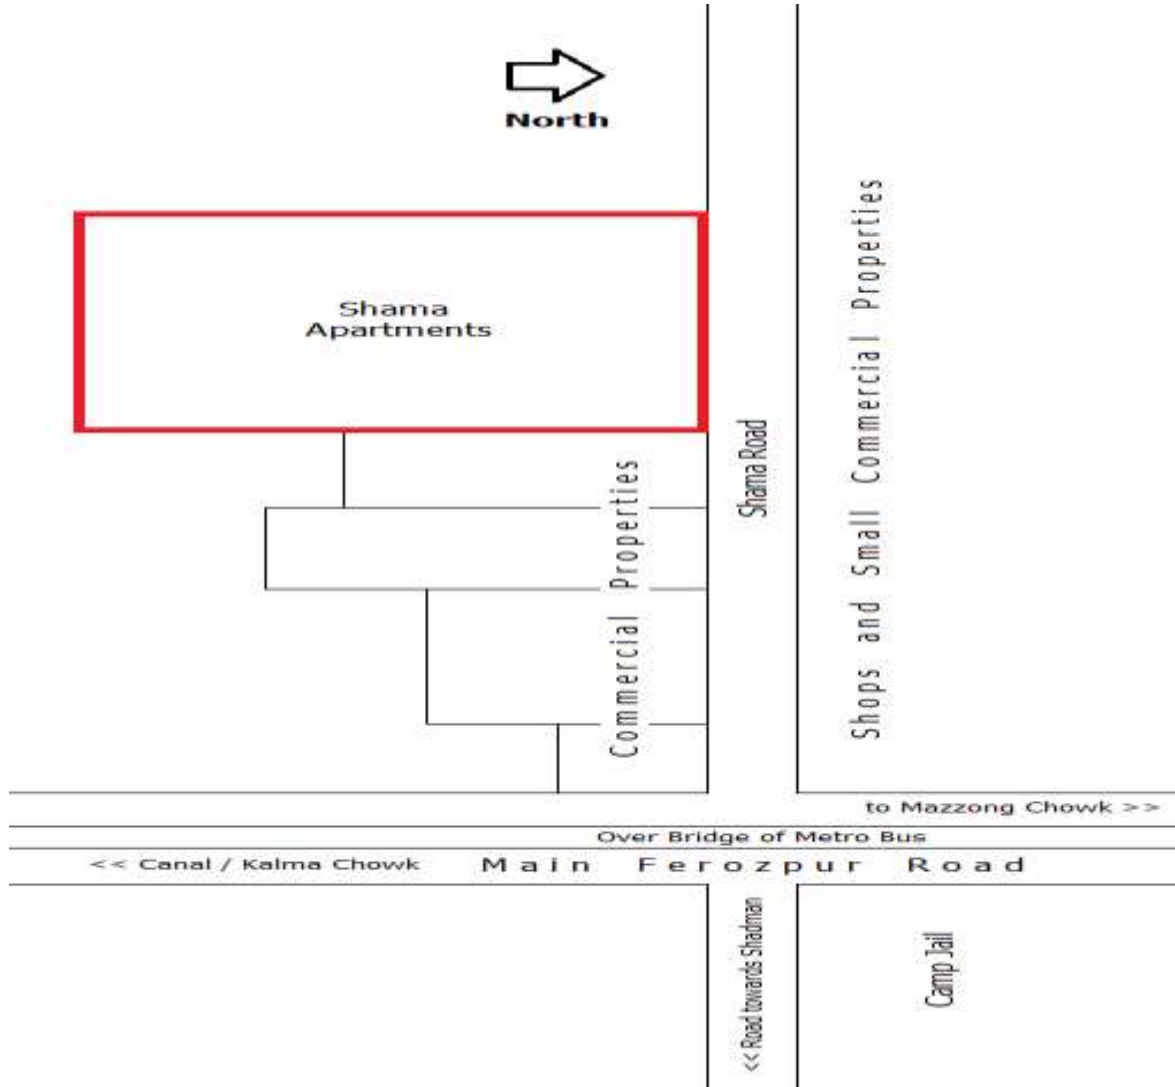 North
Shama
Apartments
Shama Road
Commercial Properties
Shops and Small Commercial Properties
to Mazzong Chowk >>
Over Bridge of Metro Bus
<< Canal / Kalma Chowk
Main Ferozpur Road
<< Road towards Shadman
Camp Jail